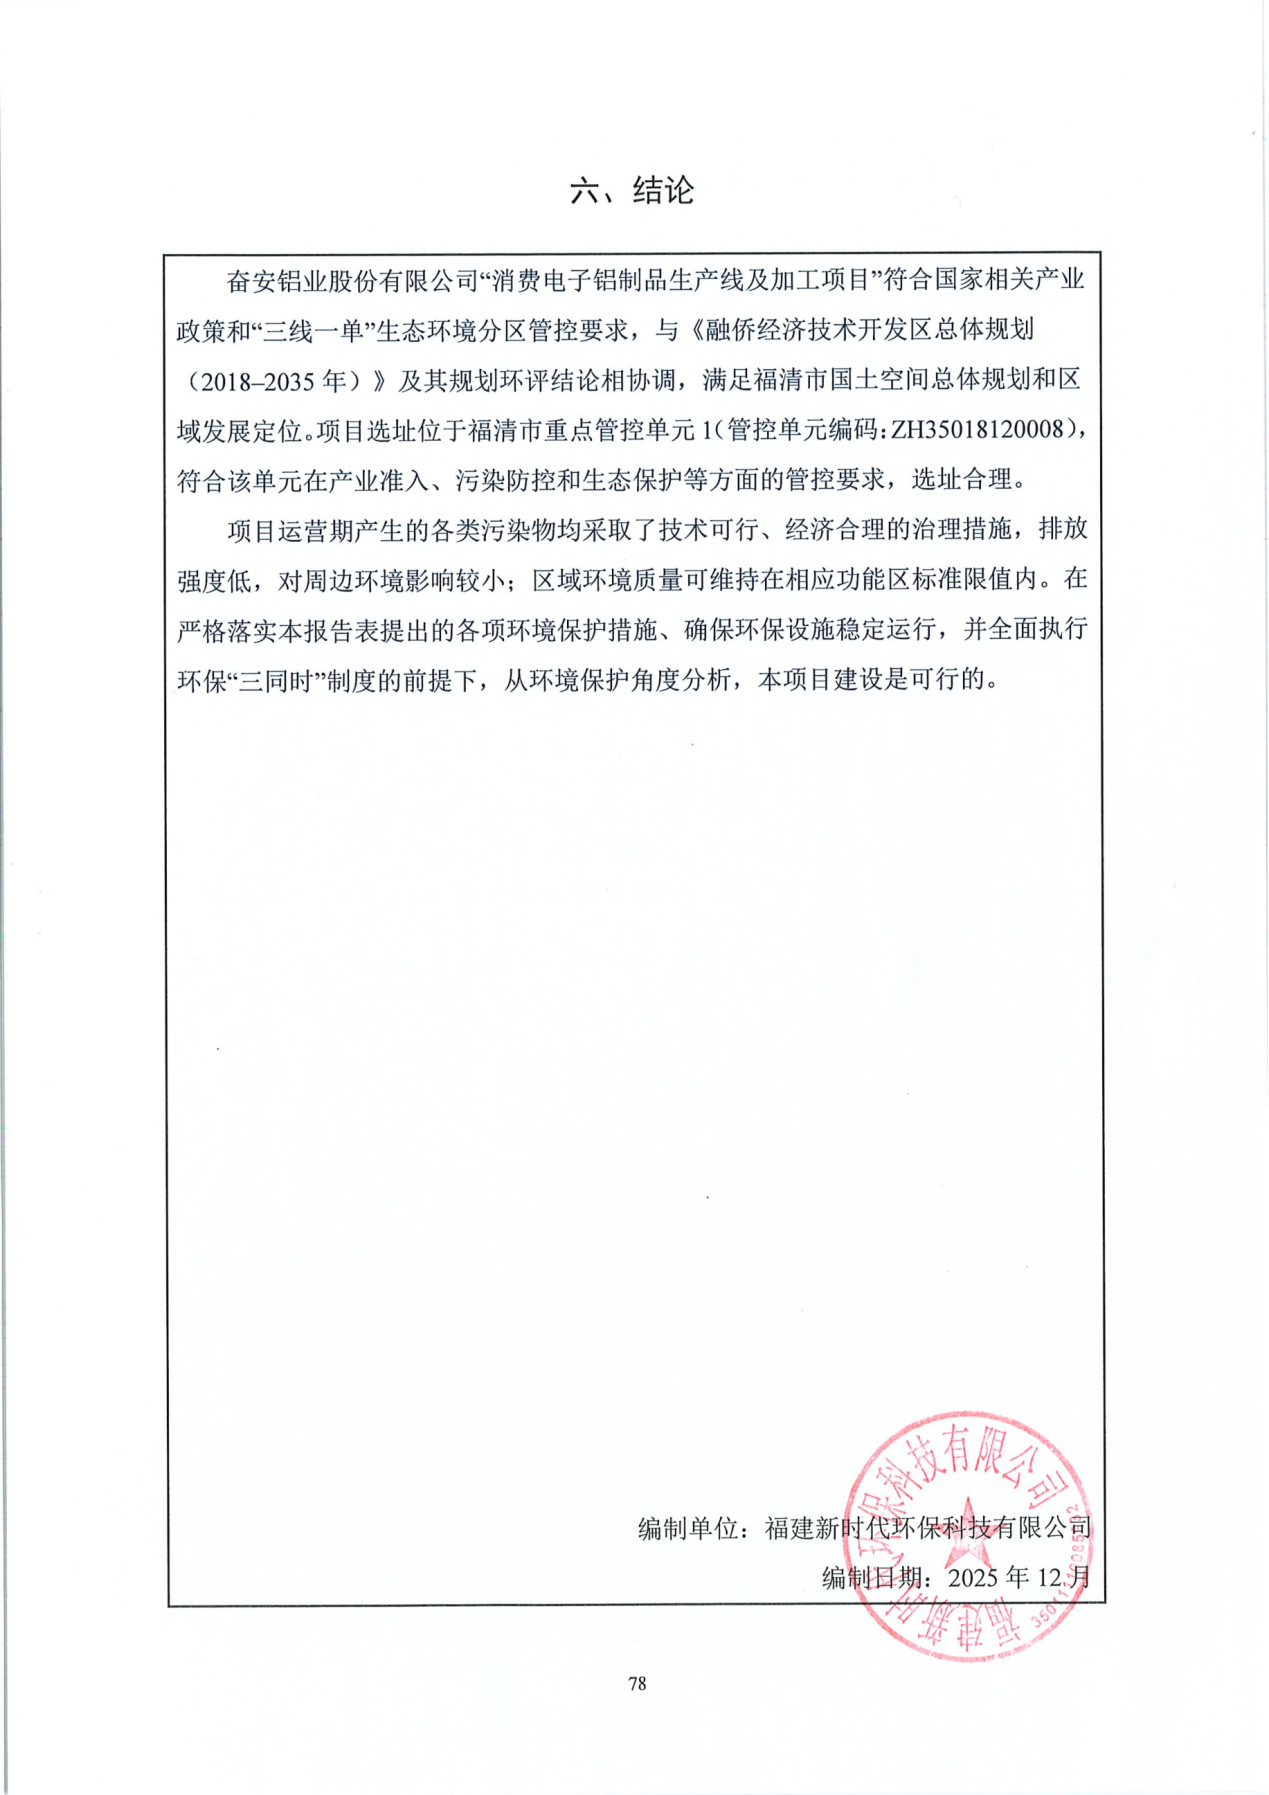 六、结论
奋安铝业股份有限公司“消费电子铝制品生产线及加工项目”符合国家相关产业
政策和“三线一单”生态环境分区管控要求，与《融侨经济技术开发区总体规划
（2018–2035 年）》及其规划环评结论相协调，满足福清市国土空间总体规划和区
域发展定位。项目选址位于福清市重点管控单元 1（管控单元编码：ZH35018120008），
符合该单元在产业准入、污染防控和生态保护等方面的管控要求，选址合理。
项目运营期产生的各类污染物均采取了技术可行、经济合理的治理措施，排放
强度低，对周边环境影响较小；区域环境质量可维持在相应功能区标准限值内。在
严格落实本报告表提出的各项环境保护措施、确保环保设施稳定运行，并全面执行
环保“三同时”制度的前提下，从环境保护角度分析，本项目建设是可行的。
福建新时代环保科技有限公司
编制单位：福建新时代环保科技有限公司
编制日期：2025 年 12 月
78